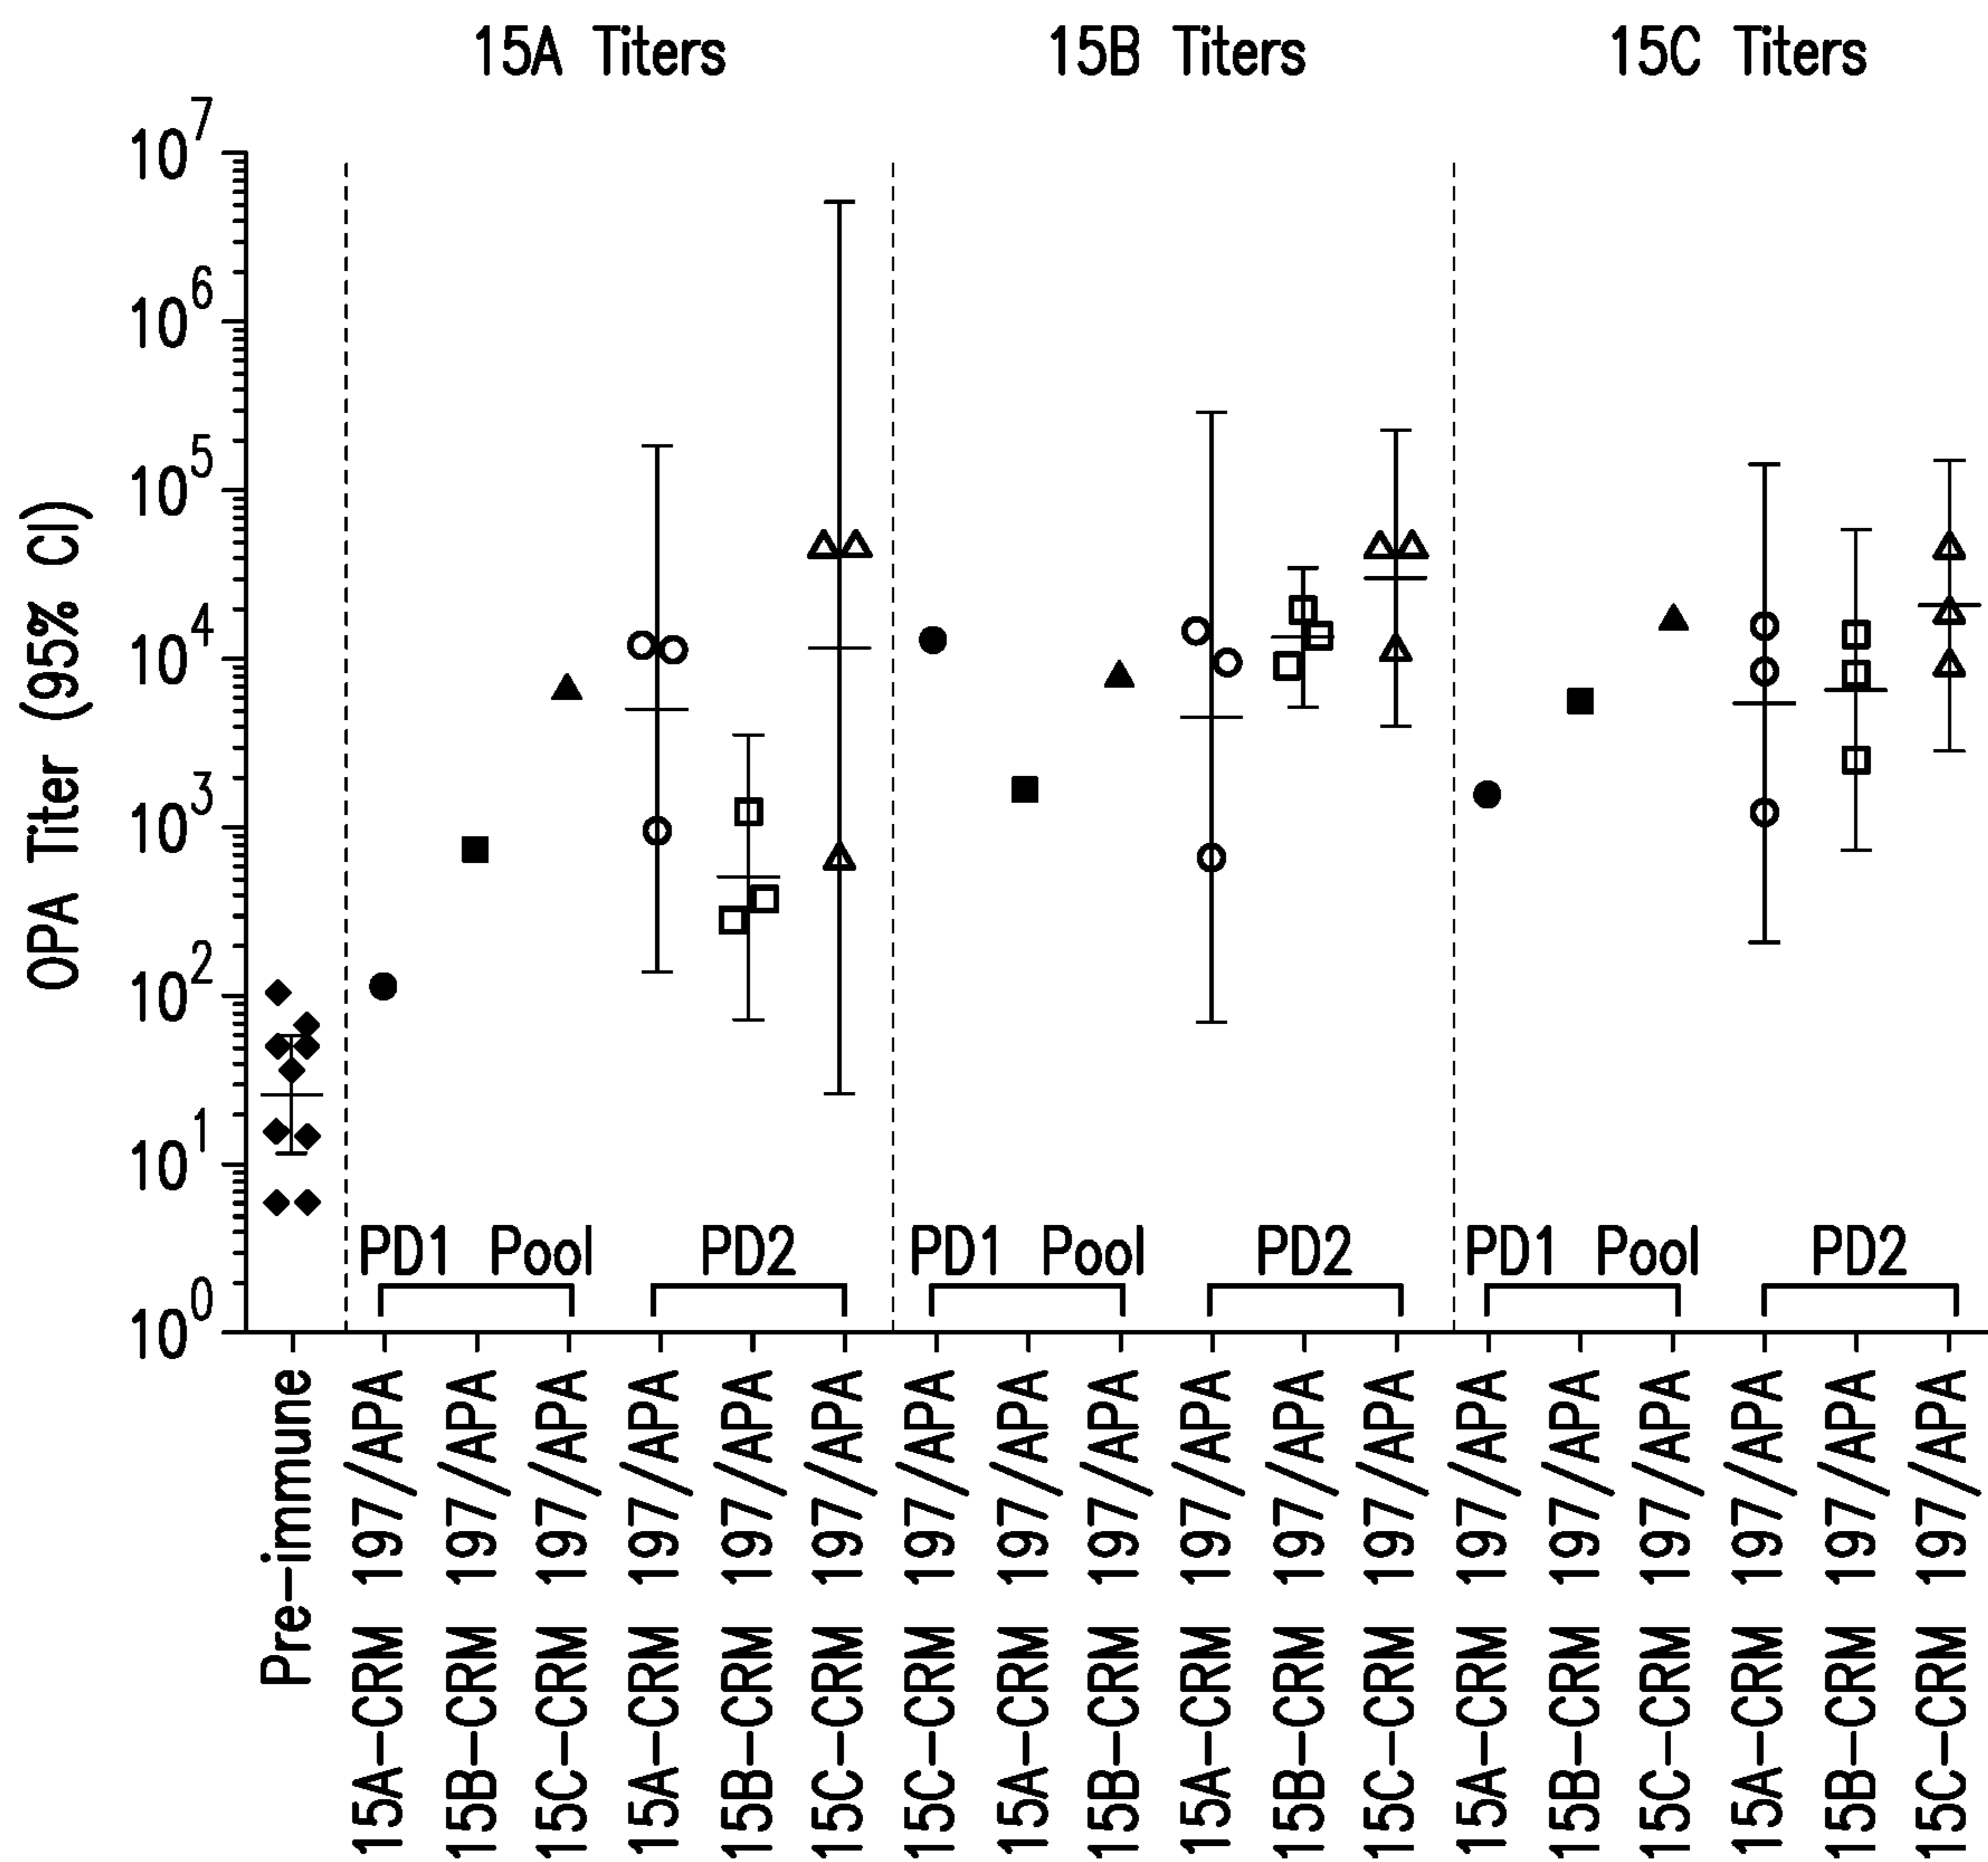 15A Titers 15B Titers 15C Titers
OPA Titer (95% CI)
10^7
10^6
10^5
10^4
10^3
10^2
10^1
10^0
PD1 Pool PD2 PD1 Pool PD2 PD1 Pool PD2
Pre-immune
15A-CRM 197//APA
15B-CRM 197//APA
15C-CRM 197//APA
15A-CRM 197//APA
15B-CRM 197//APA
15C-CRM 197//APA
15C-CRM 197//APA
15A-CRM 197//APA
15B-CRM 197//APA
15A-CRM 197//APA
15B-CRM 197//APA
15C-CRM 197//APA
15A-CRM 197//APA
15B-CRM 197//APA
15C-CRM 197//APA
15A-CRM 197//APA
15B-CRM 197//APA
15C-CRM 197//APA